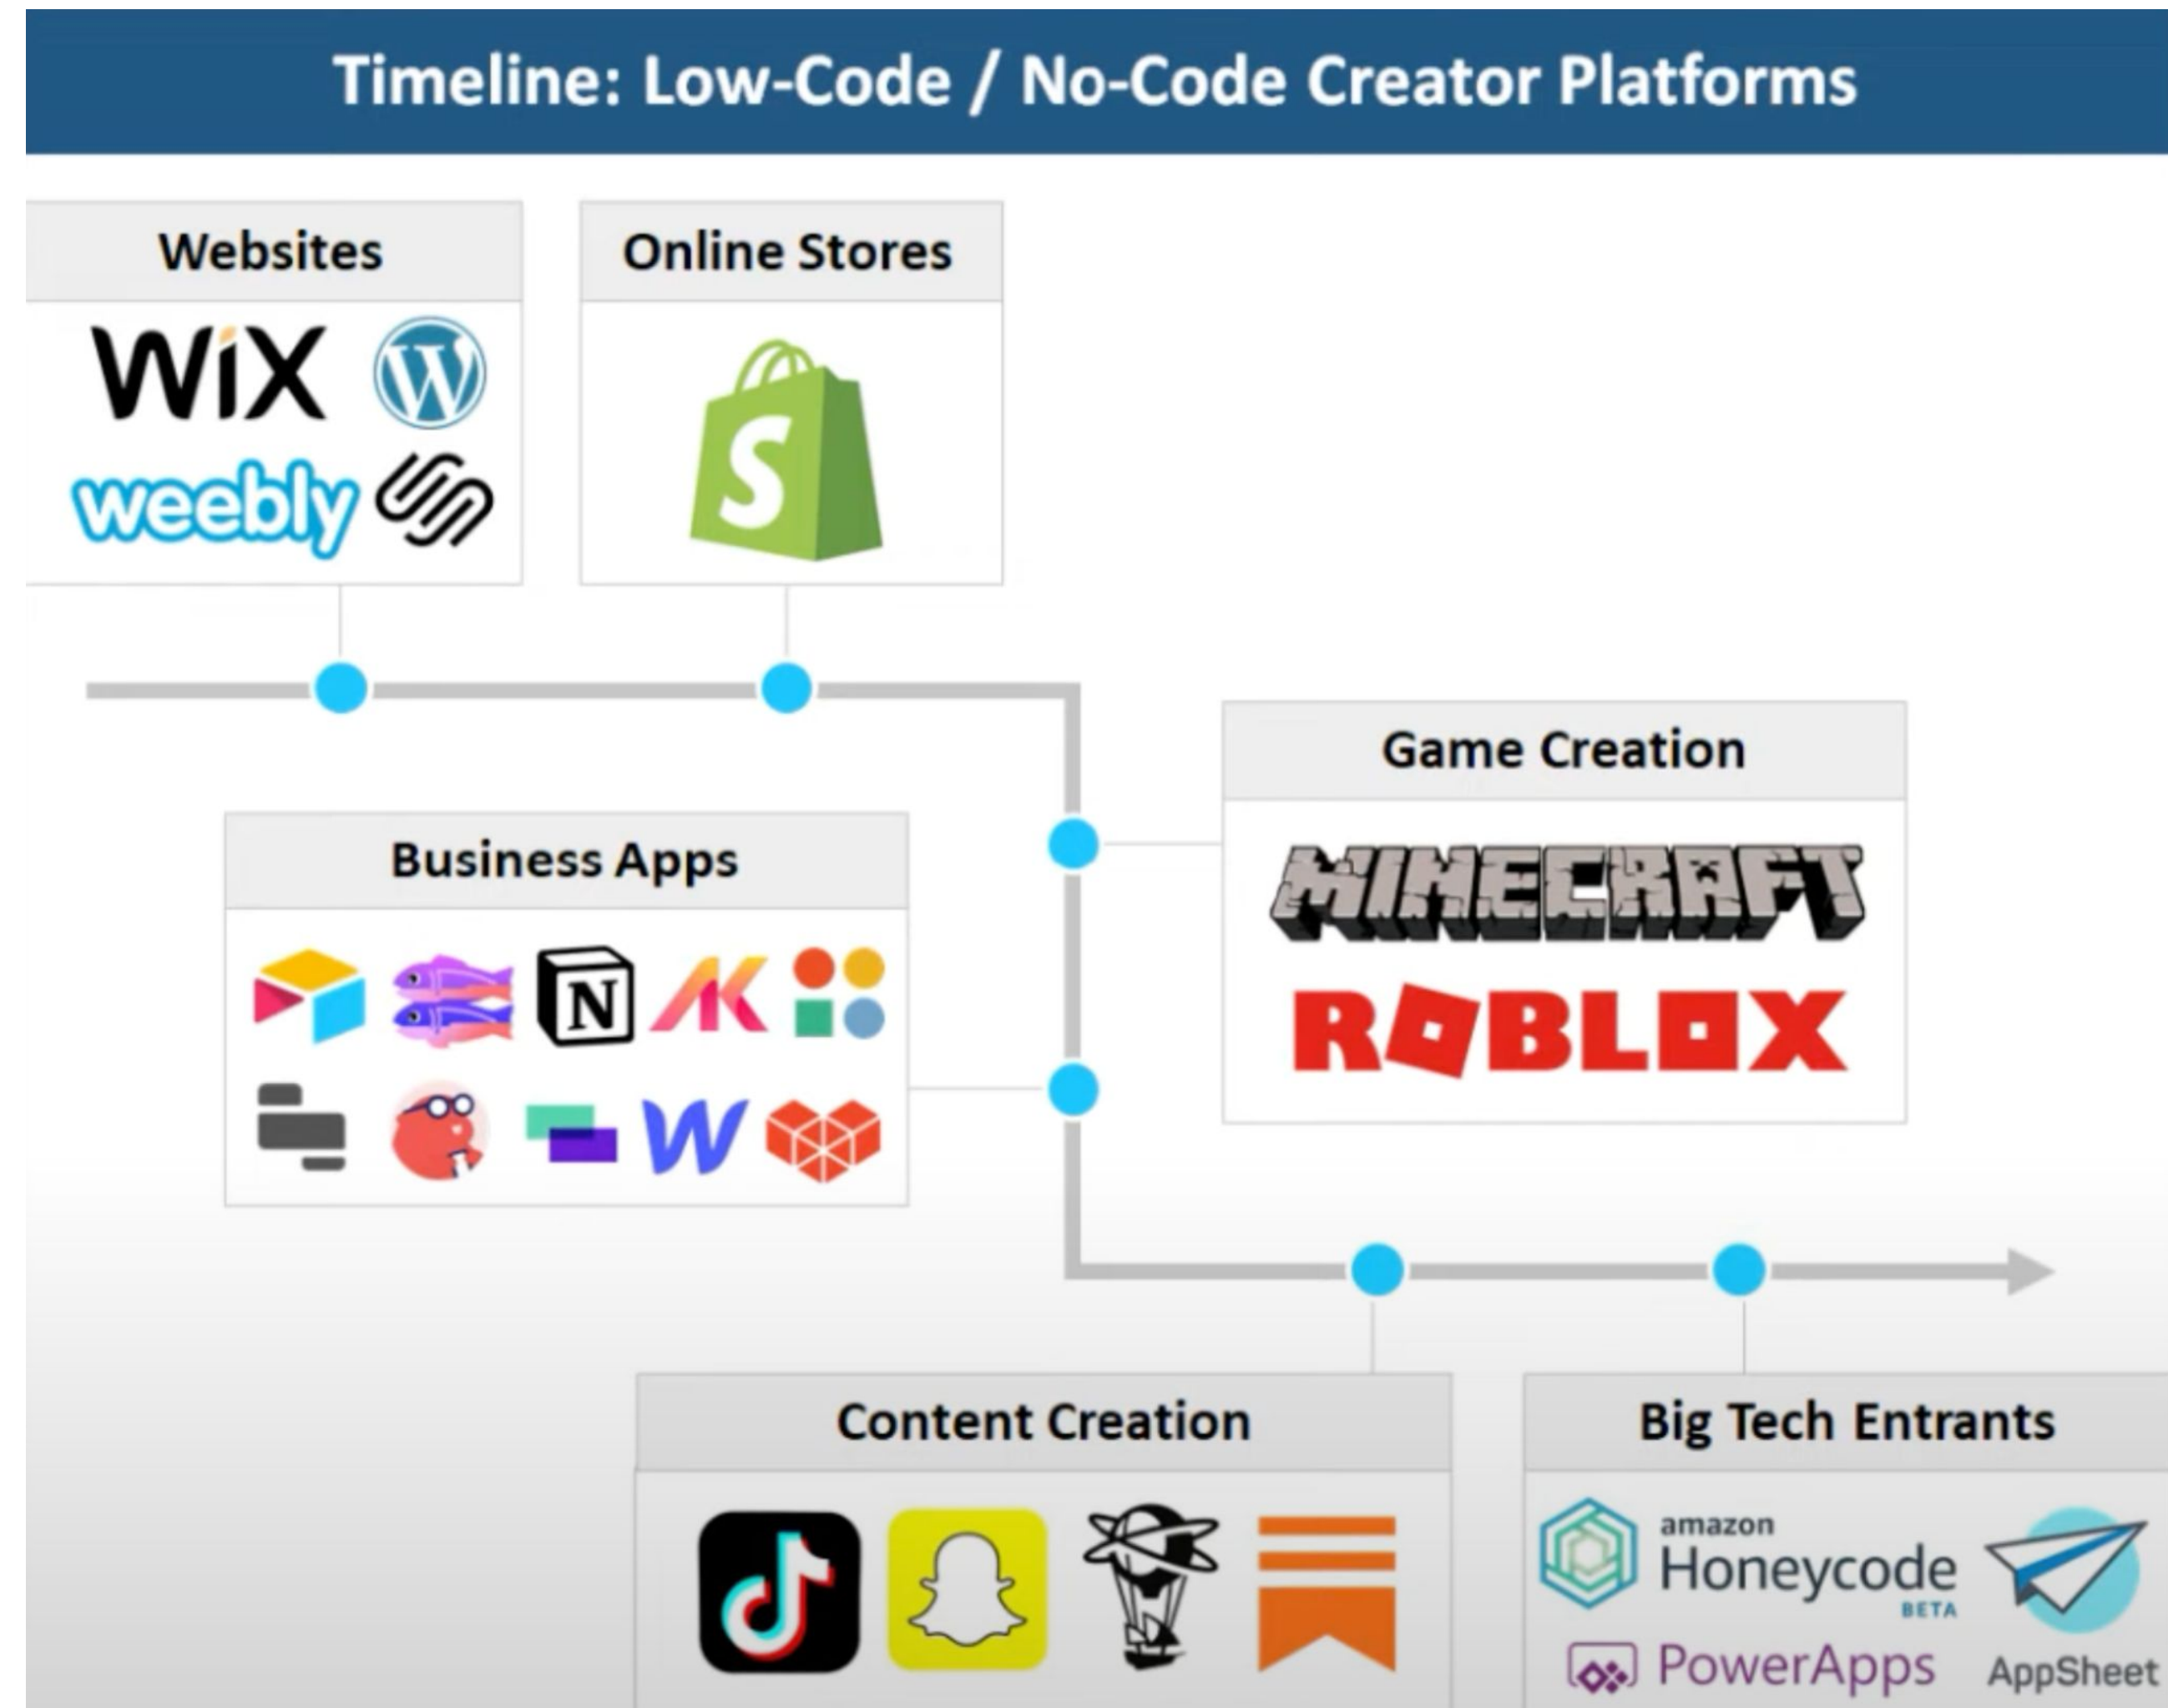 Timeline: Low-Code / No-Code Creator Platforms
Websites
Online Stores
WiX
W
weebly
S
Game Creation
MINECRAFT
ROBLOX
Business Apps
N
W
Content Creation
Big Tech Entrants
amazon
Honeycode
BETA
PowerApps
AppSheet